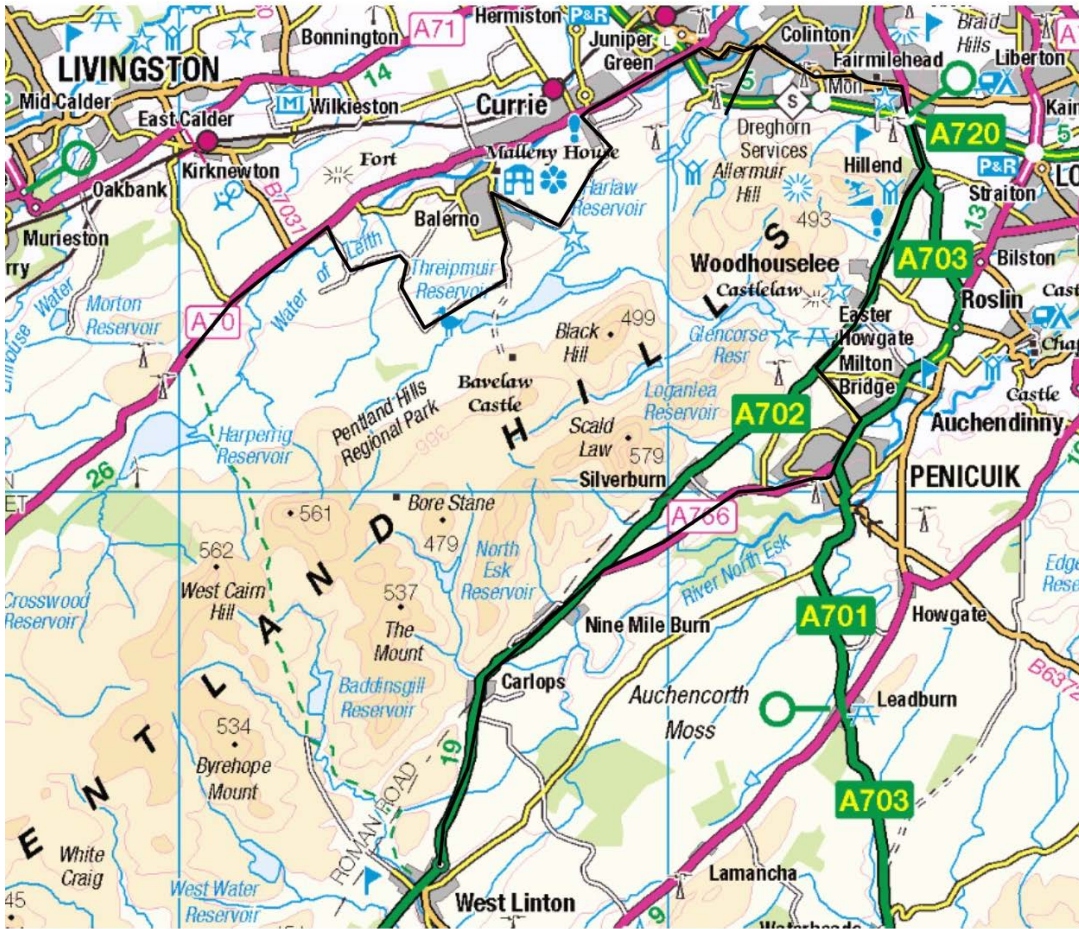 A71
Hermiston
P&R
Juniper
Green
L
Colinton
Braid
Hills
Bonnington
14
Fairmilehead
Liberton
LIVINGSTON
5
Mon
Mid Calder
M
Wilkieston
Currie
S
East Calder
A720
5
Dreghorn
Services
Fort
Malleny House
Hillend
P&R
Kirknewton
Allermuir
Hill
Straiton
Oakbank
B7031
Harlaw
Reservoir
Balerno
493
13
Murieston
Water of Leith
A703
Bilston
Threipmuir
Reservoir
Woodhouselee
Castlelaw
Roslin
Morton
Reservoir
A70
499
Black
Hill
Glencorse
Resr
Easter
Howgate
Milton
Bridge
Bavelaw
Castle
Loganlea
Reservoir
Castle
Pentland Hills
Regional Park
A702
Auchendinny
Harperrig
Reservoir
Scald
Law
579
26
Silverburn
PENICUIK
A766
Bore Stane
561
479
562
North
Esk
Reservoir
River North Esk
West Cairn
Hill
Crosswood
Reservoir
537
The
Mount
A701
Howgate
Nine Mile Burn
B6372
Baddinsgill
Reservoir
Carlops
Auchencorth
Moss
Leadburn
534
19
Byrehope
Mount
PENTLAND HILLS
ROMAN ROAD
A703
White
Craig
Lamancha
West Water
Reservoir
West Linton
9